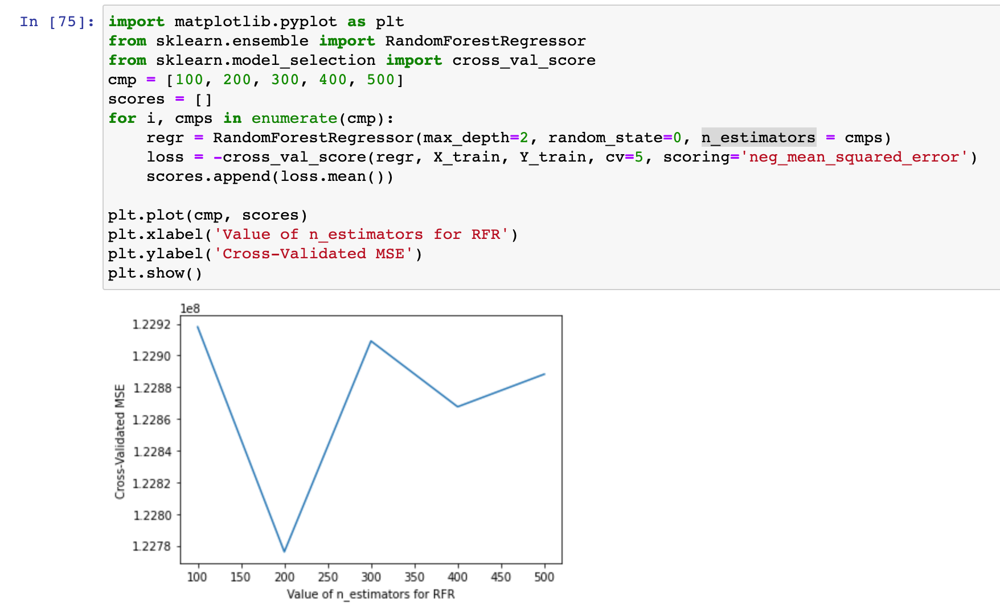 In [75]:
import matplotlib.pyplot as plt
from sklearn.ensemble import RandomForestRegressor
from sklearn.model_selection import cross_val_score
cmp = [100, 200, 300, 400, 500]
scores = []
for i, cmps in enumerate(cmp):
    regr = RandomForestRegressor(max_depth=2, random_state=0, n_estimators = cmps)
    loss = -cross_val_score(regr, X_train, Y_train, cv=5, scoring='neg_mean_squared_error')
    scores.append(loss.mean())
plt.plot(cmp, scores)
plt.xlabel('Value of n_estimators for RFR')
plt.ylabel('Cross-Validated MSE')
plt.show()
1e8
1.2292
1.2290
1.2288
1.2286
1.2284
1.2282
1.2280
1.2278
Cross-Validated MSE
100 150 200 250 300 350 400 450 500
Value of n_estimators for RFR